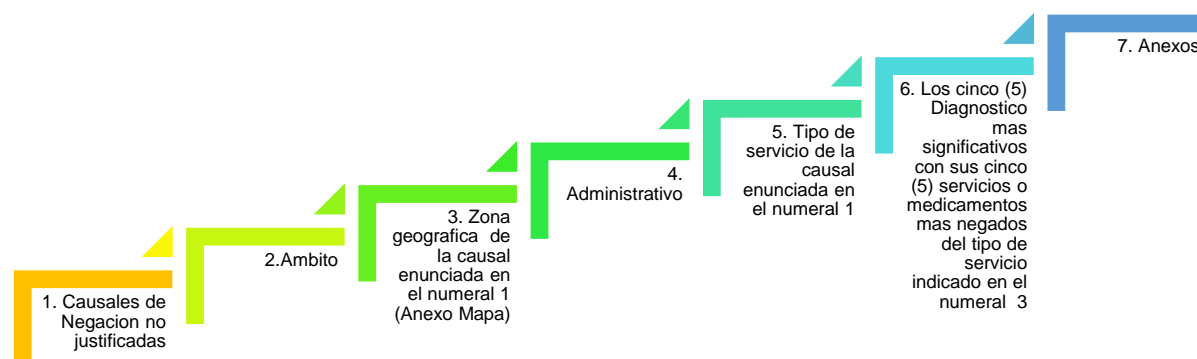 1. Causales de
Negacion no
justificadas
2.Ambito
3. Zona
geografica de
la causal
enunciada en
el numeral 1
(Anexo Mapa)
4.
Administrativo
5. Tipo de
servicio de la
causal
enunciada en
el numeral 1
6. Los cinco (5)
Diagnostico
mas
significativos
con sus cinco
(5) servicios o
medicamentos
mas negados
del tipo de
servicio
indicado en el
numeral 3
7. Anexos